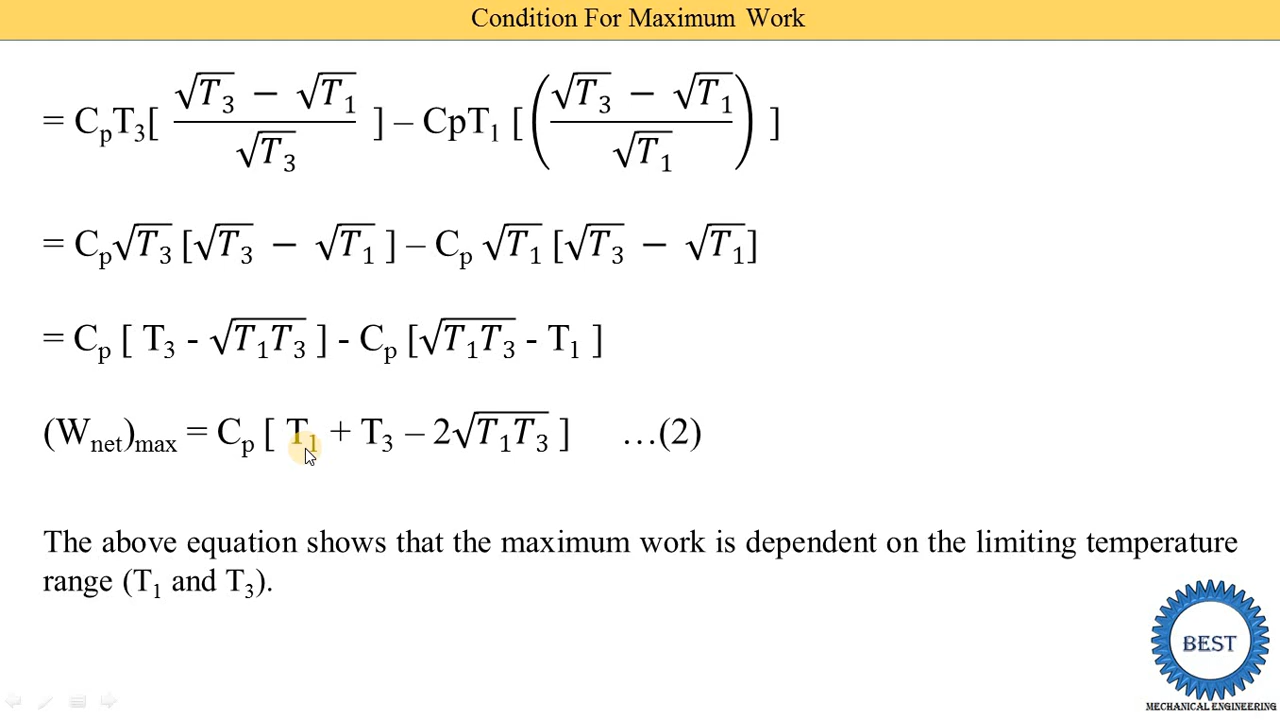 Condition For Maximum Work
= CₚT₃[ (√T₃ − √T₁)/√T₃ ] – CpT₁ [((√T₃ − √T₁)/√T₁) ]
= Cₚ√T₃ [√T₃ − √T₁ ] – Cₚ √T₁ [√T₃ − √T₁]
= Cₚ [ T₃ - √(T₁T₃) ] - Cₚ [√(T₁T₃) - T₁ ]
(Wnet)max = Cₚ [ T₁ + T₃ – 2√(T₁T₃) ] …(2)
The above equation shows that the maximum work is dependent on the limiting temperature
range (T₁ and T₃).
BEST
MECHANICAL ENGINEERING